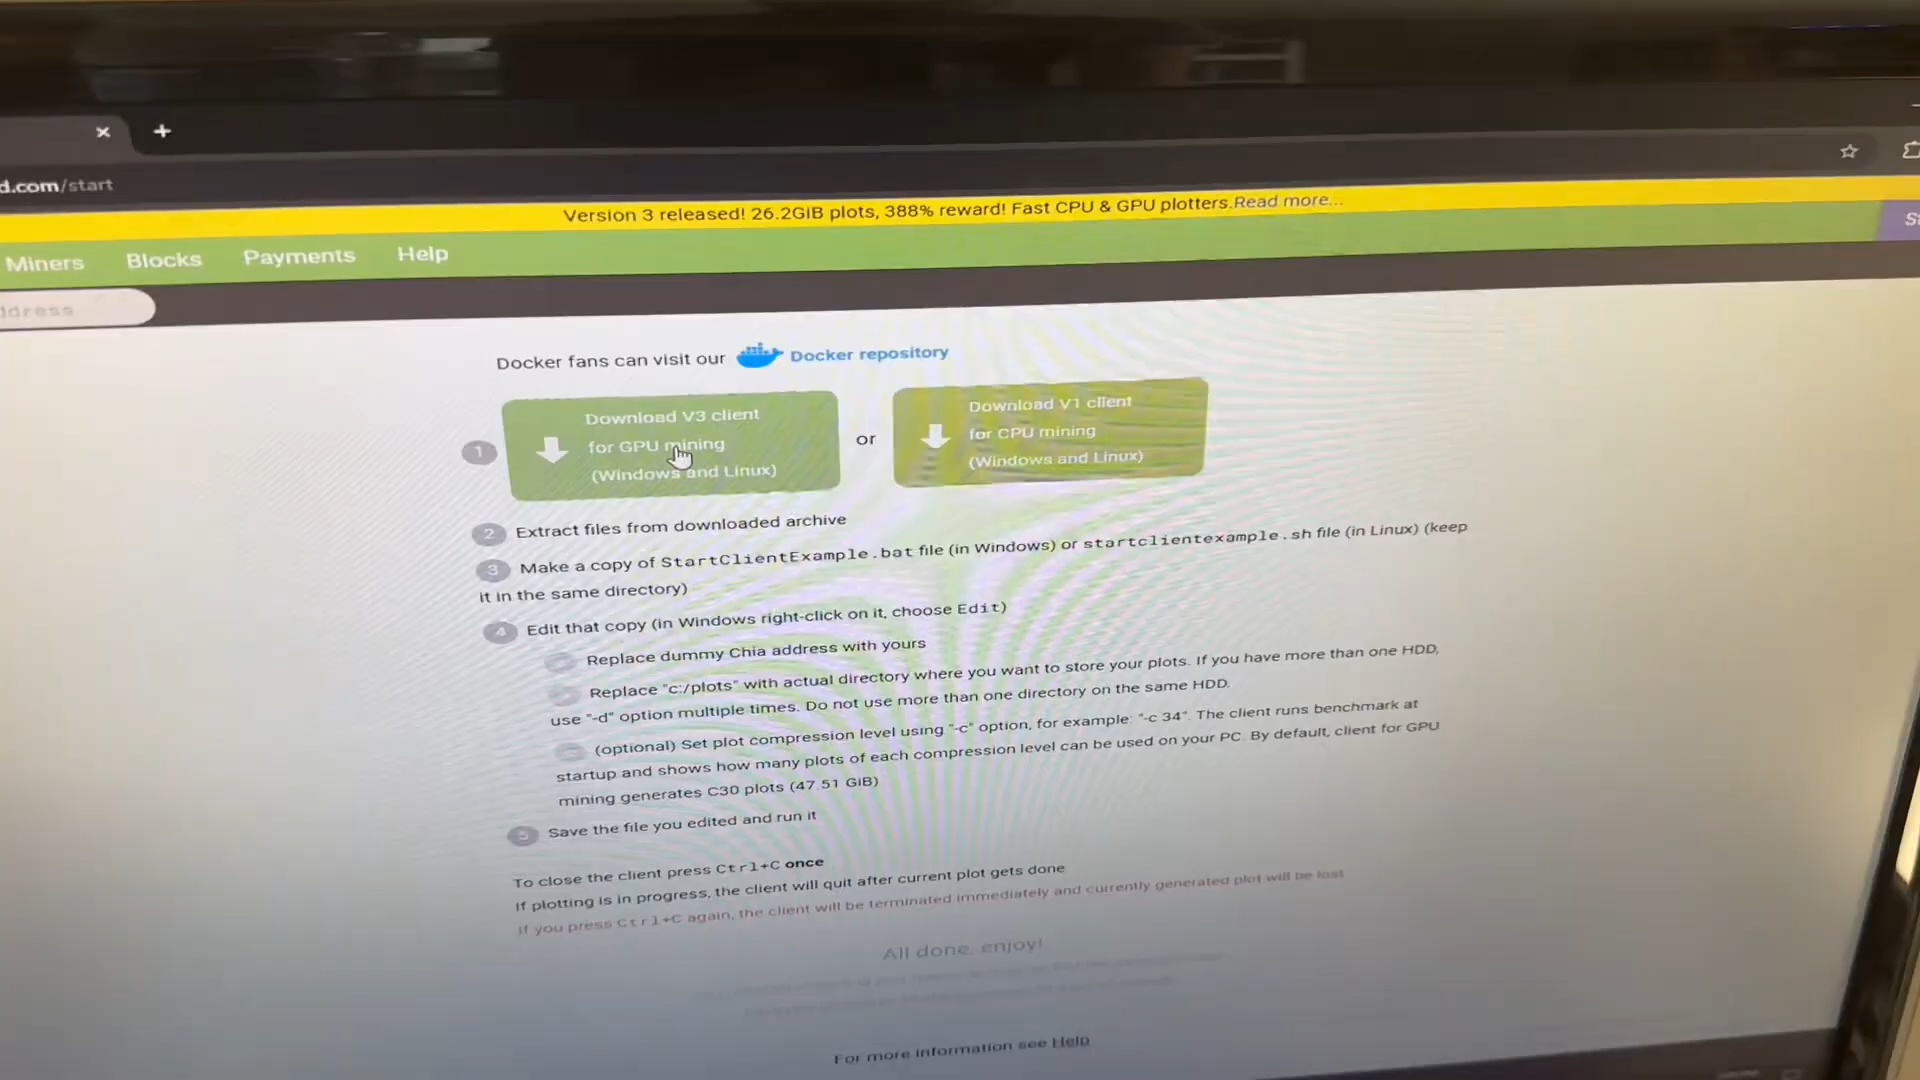 d.com/start
Version 3 released! 26.2GiB plots, 388% reward! Fast CPU & GPU plotters.Read more...
Miners Blocks Payments Help
ddress
Docker fans can visit our Docker repository
1 Download V3 client
for GPU mining
(Windows and Linux)
or
Download V1 client
for CPU mining
(Windows and Linux)
2 Extract files from downloaded archive
3 Make a copy of StartClientExample.bat file (in Windows) or startclientexample.sh file (in Linux) (keep
it in the same directory)
4 Edit that copy (in Windows right-click on it, choose Edit)
Replace dummy Chia address with yours
Replace "c:/plots" with actual directory where you want to store your plots. If you have more than one HDD,
use "-d" option multiple times. Do not use more than one directory on the same HDD.
(optional) Set plot compression level using "-c" option, for example: "-c 34". The client runs benchmark at
startup and shows how many plots of each compression level can be used on your PC. By default, client for GPU
mining generates C30 plots (47.51 GiB)
5 Save the file you edited and run it
To close the client press Ctrl+C once
If plotting is in progress, the client will quit after current plot gets done
If you press Ctrl+C again, the client will be terminated immediately and currently generated plot will be lost
All done, enjoy!
For more information see Help